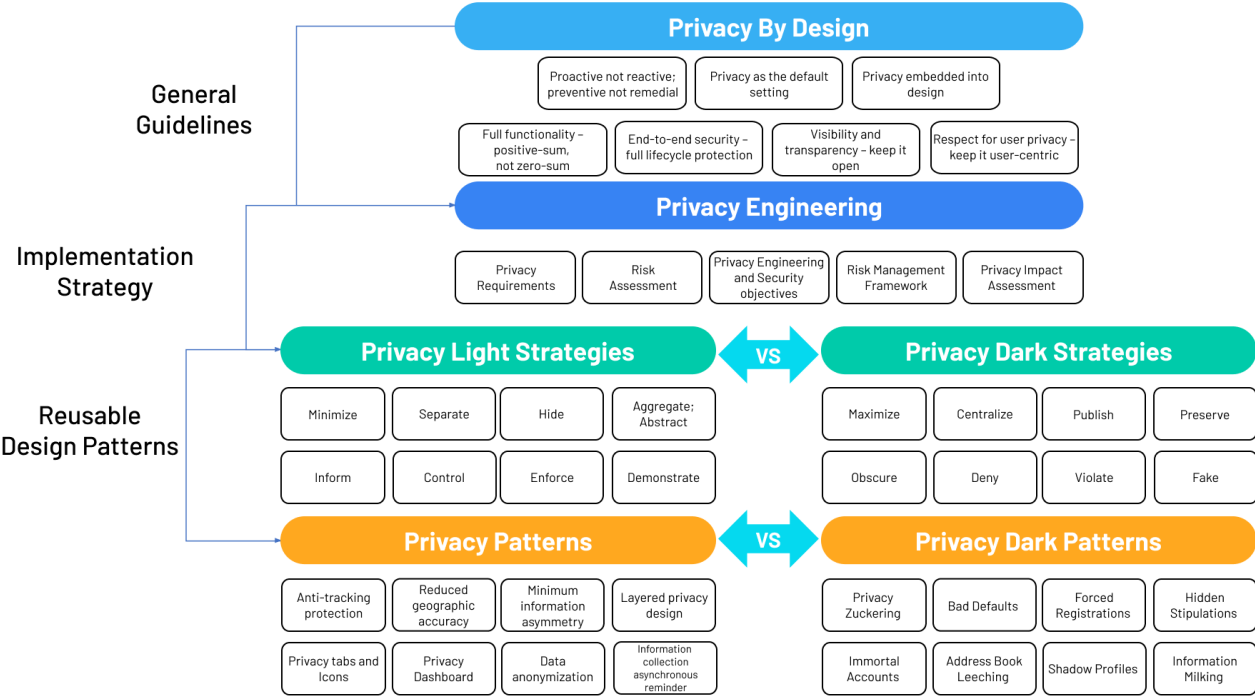 Privacy By Design
Proactive not reactive;
preventive not remedial
Privacy as the default
setting
Privacy embedded into
design
General
Guidelines
Full functionality –
positive-sum,
not zero-sum
End-to-end security –
full lifecycle protection
Visibility and
transparency – keep it
open
Respect for user privacy –
keep it user-centric
Privacy Engineering
Implementation
Strategy
Privacy
Requirements
Risk
Assessment
Privacy Engineering
and Security
objectives
Risk Management
Framework
Privacy Impact
Assessment
Privacy Light Strategies
VS
Privacy Dark Strategies
Reusable
Design Patterns
Minimize
Separate
Hide
Aggregate;
Abstract
Maximize
Centralize
Publish
Preserve
Inform
Control
Enforce
Demonstrate
Obscure
Deny
Violate
Fake
Privacy Patterns
VS
Privacy Dark Patterns
Anti-tracking
protection
Reduced
geographic
accuracy
Minimum
information
asymmetry
Layered privacy
design
Privacy
Zuckering
Bad Defaults
Forced
Registrations
Hidden
Stipulations
Privacy tabs and
Icons
Privacy
Dashboard
Data
anonymization
Information
collection
asynchronous
reminder
Immortal
Accounts
Address Book
Leeching
Shadow Profiles
Information
Milking